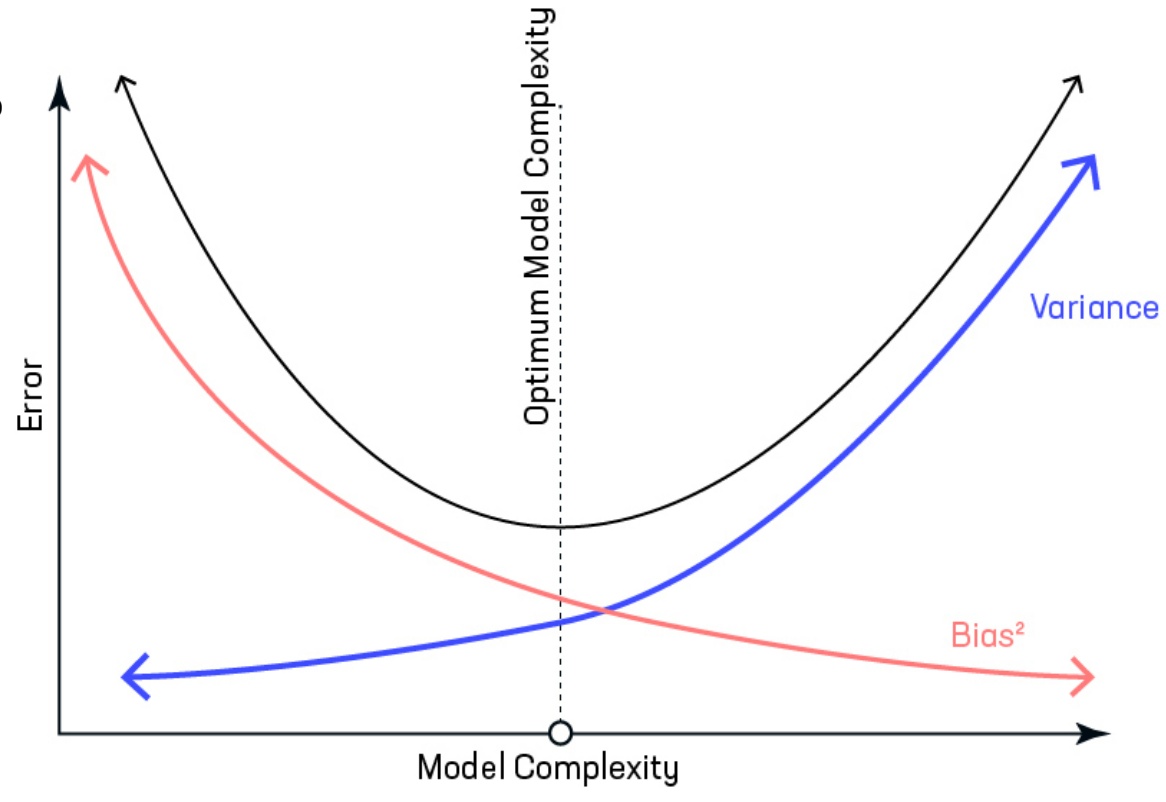 Optimum Model Complexity
Error
Variance
Bias²
Model Complexity